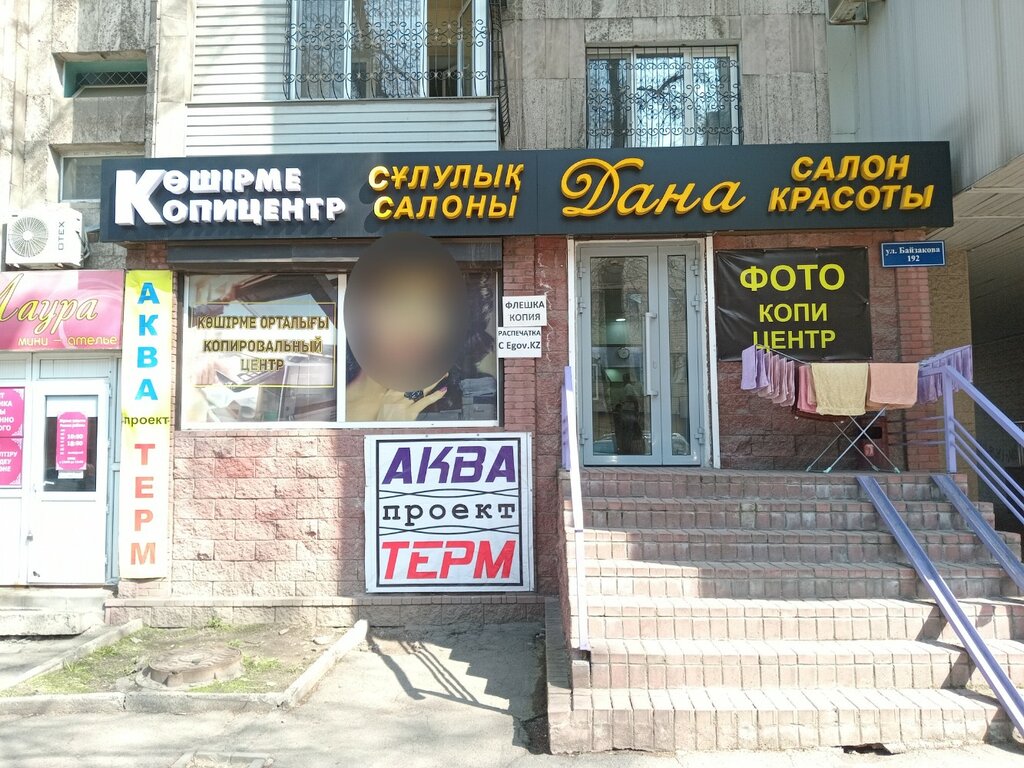 КӨШІРМЕ
КОПИЦЕНТР
СҰЛУЛЫҚ
САЛОНЫ
Дана
САЛОН
КРАСОТЫ
ул. Байзакова
192
OTEX
Лаура
мини - ателье
АКВА
проект
ТЕРМ
КӨШІРМЕ ОРТАЛЫҒЫ
КОПИРОВАЛЬНЫЙ
ЦЕНТР
ФЛЕШКА
КОПИЯ
РАСПЕЧАТКА
С Egov.KZ
ФОТО
КОПИ
ЦЕНТР
АКВА
проект
ТЕРМ